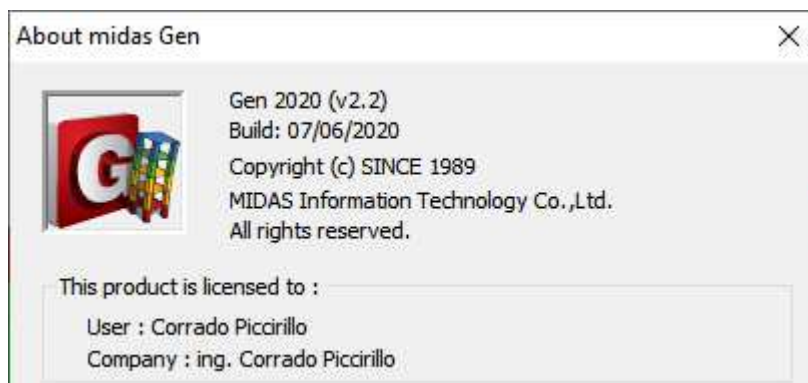 About midas Gen
G
Gen 2020 (v2.2)
Build: 07/06/2020
Copyright (c) SINCE 1989
MIDAS Information Technology Co.,Ltd.
All rights reserved.
This product is licensed to :
User : Corrado Piccirillo
Company : ing. Corrado Piccirillo